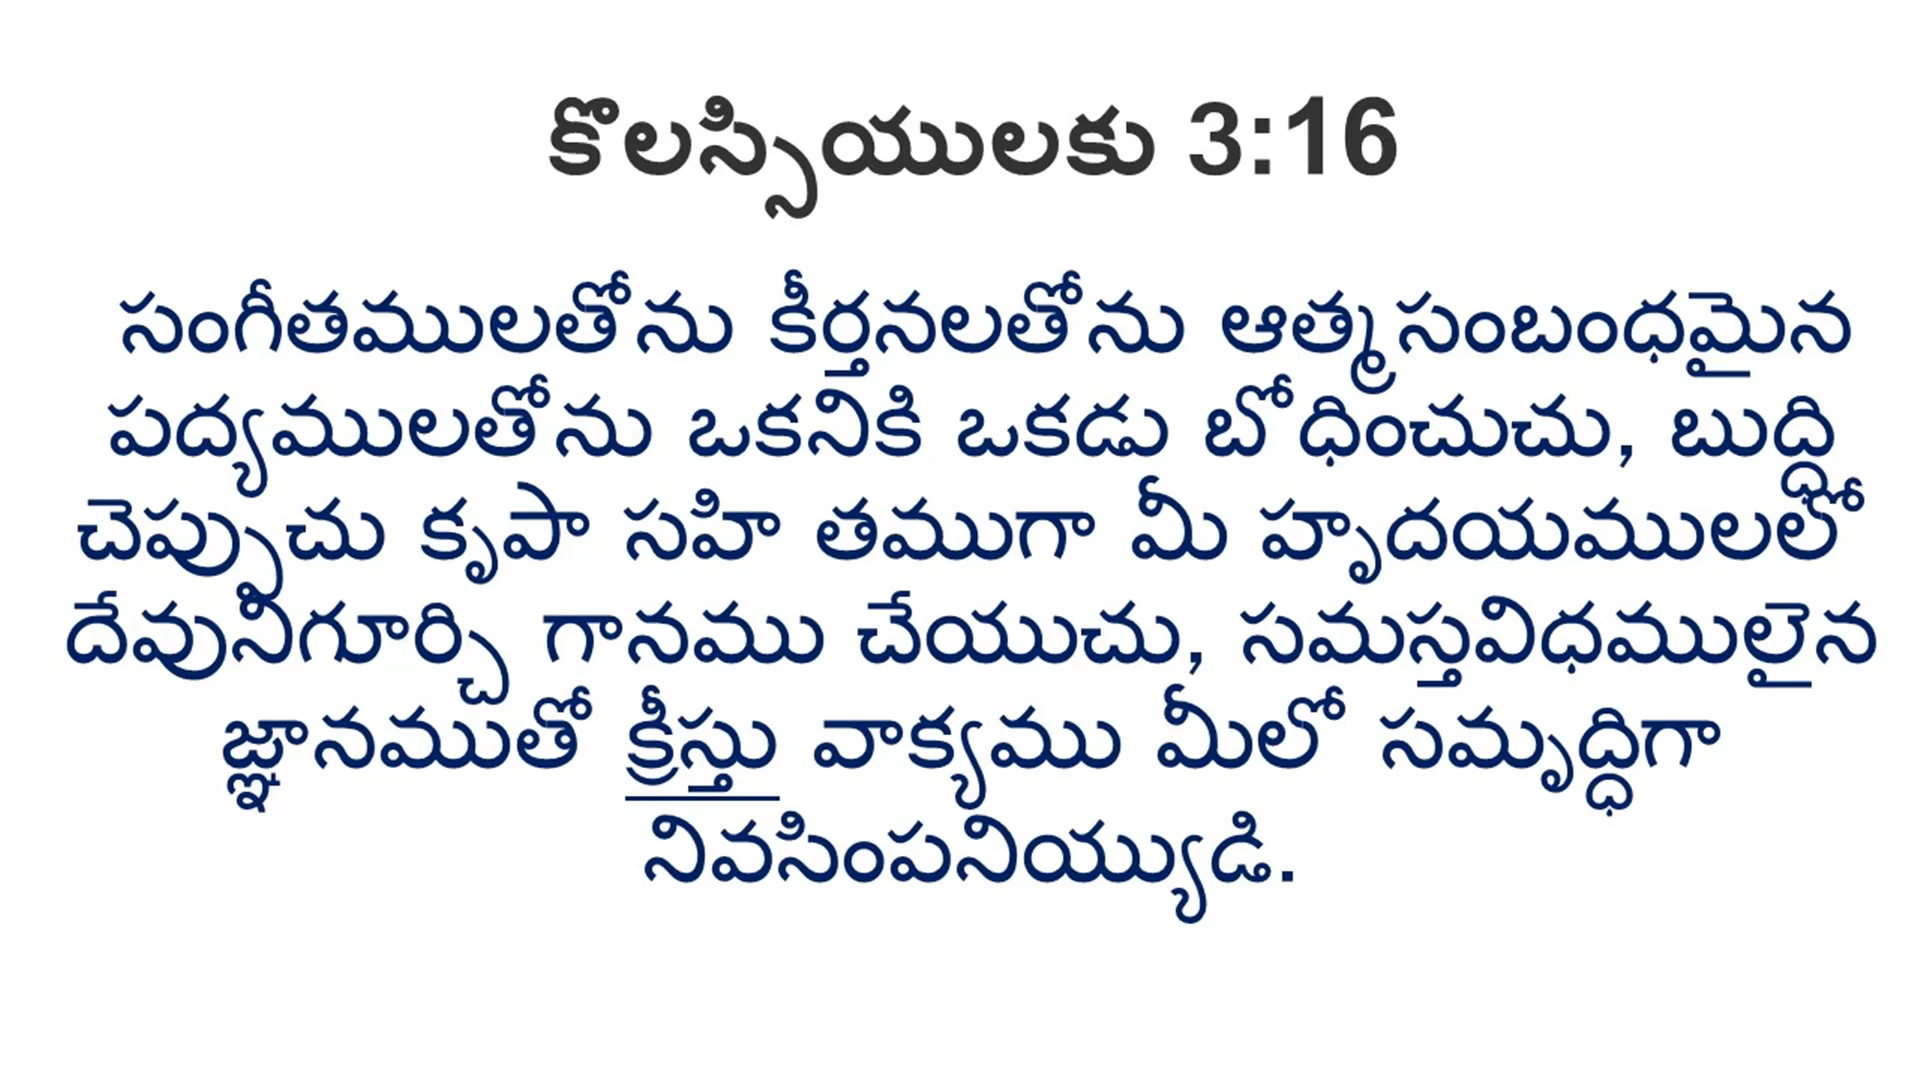 కొలస్సియులకు 3:16
సంగీతములతోను కీర్తనలతోను ఆత్మసంబంధమైన
పద్యములతోను ఒకనికి ఒకడు బోధించుచు, బుద్ధి
చెప్పుచు కృపా సహి తముగా మీ హృదయములలో
దేవునిగూర్చి గానము చేయుచు, సమస్తవిధములైన
జ్ఞానముతో క్రీస్తు వాక్యము మీలో సమృద్ధిగా
నివసింపనియ్యుడి.